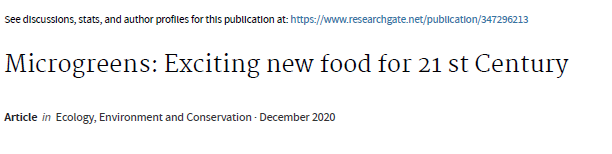 See discussions, stats, and author profiles for this publication at: https://www.researchgate.net/publication/347296213
Microgreens: Exciting new food for 21 st Century
Article in Ecology, Environment and Conservation · December 2020